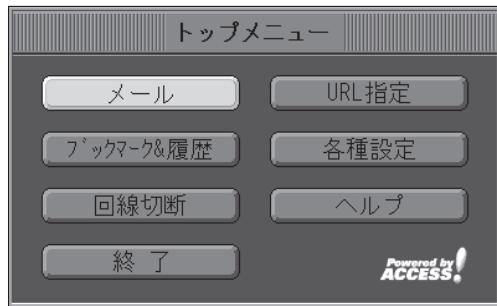 トップメニュー
メール
URL指定
ﾌﾞｯｸﾏｰｸ&履歴
各種設定
回線切断
ヘルプ
終 了
Powered by
ACCESS!